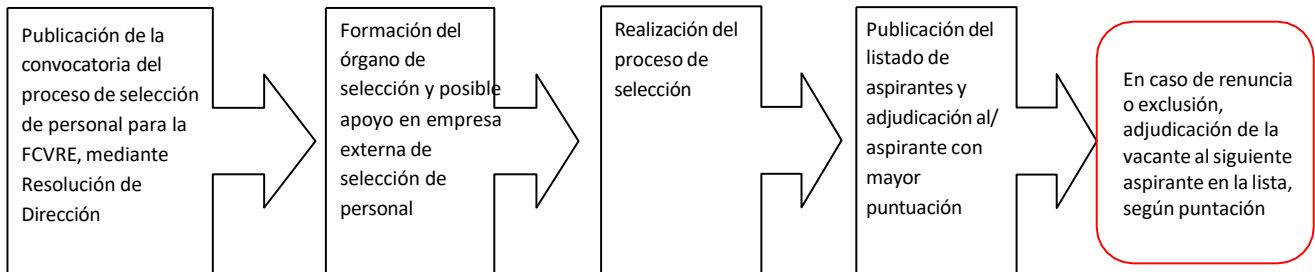 Publicación de la
convocatoria del
proceso de selección
de personal para la
FCVRE, mediante
Resolución de
Dirección
Formación del
órgano de
selección y posible
apoyo en empresa
externa de
selección de
personal
Realización del
proceso de
selección
Publicación del
listado de
aspirantes y
adjudicación al/
aspirante con
mayor
puntuación
En caso de renuncia
o exclusión,
adjudicación de la
vacante al siguiente
aspirante en la lista,
según puntación